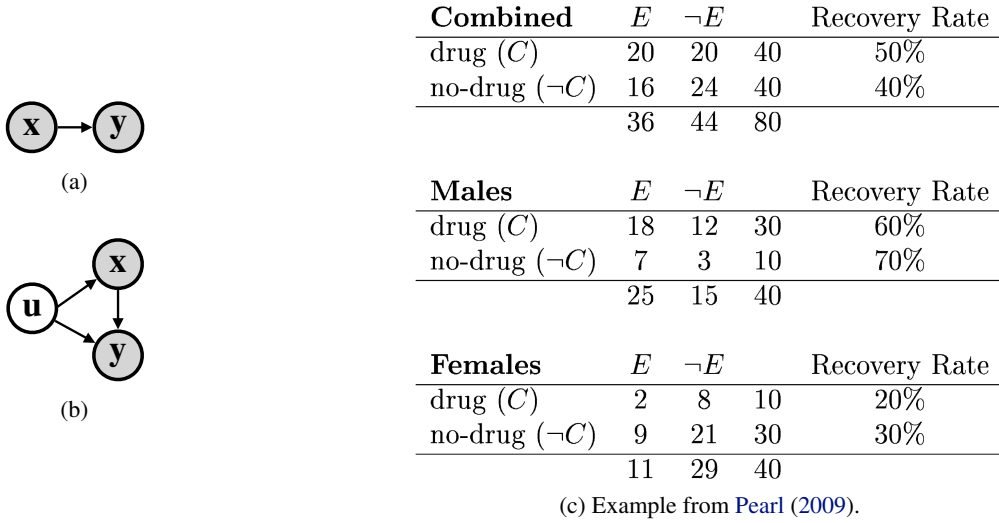 x y
(a)
x
u
y
(b)
Combined E ¬E Recovery Rate
drug (C) 20 20 40 50%
no-drug (¬C) 16 24 40 40%
36 44 80
Males E ¬E Recovery Rate
drug (C) 18 12 30 60%
no-drug (¬C) 7 3 10 70%
25 15 40
Females E ¬E Recovery Rate
drug (C) 2 8 10 20%
no-drug (¬C) 9 21 30 30%
11 29 40
(c) Example from Pearl (2009).